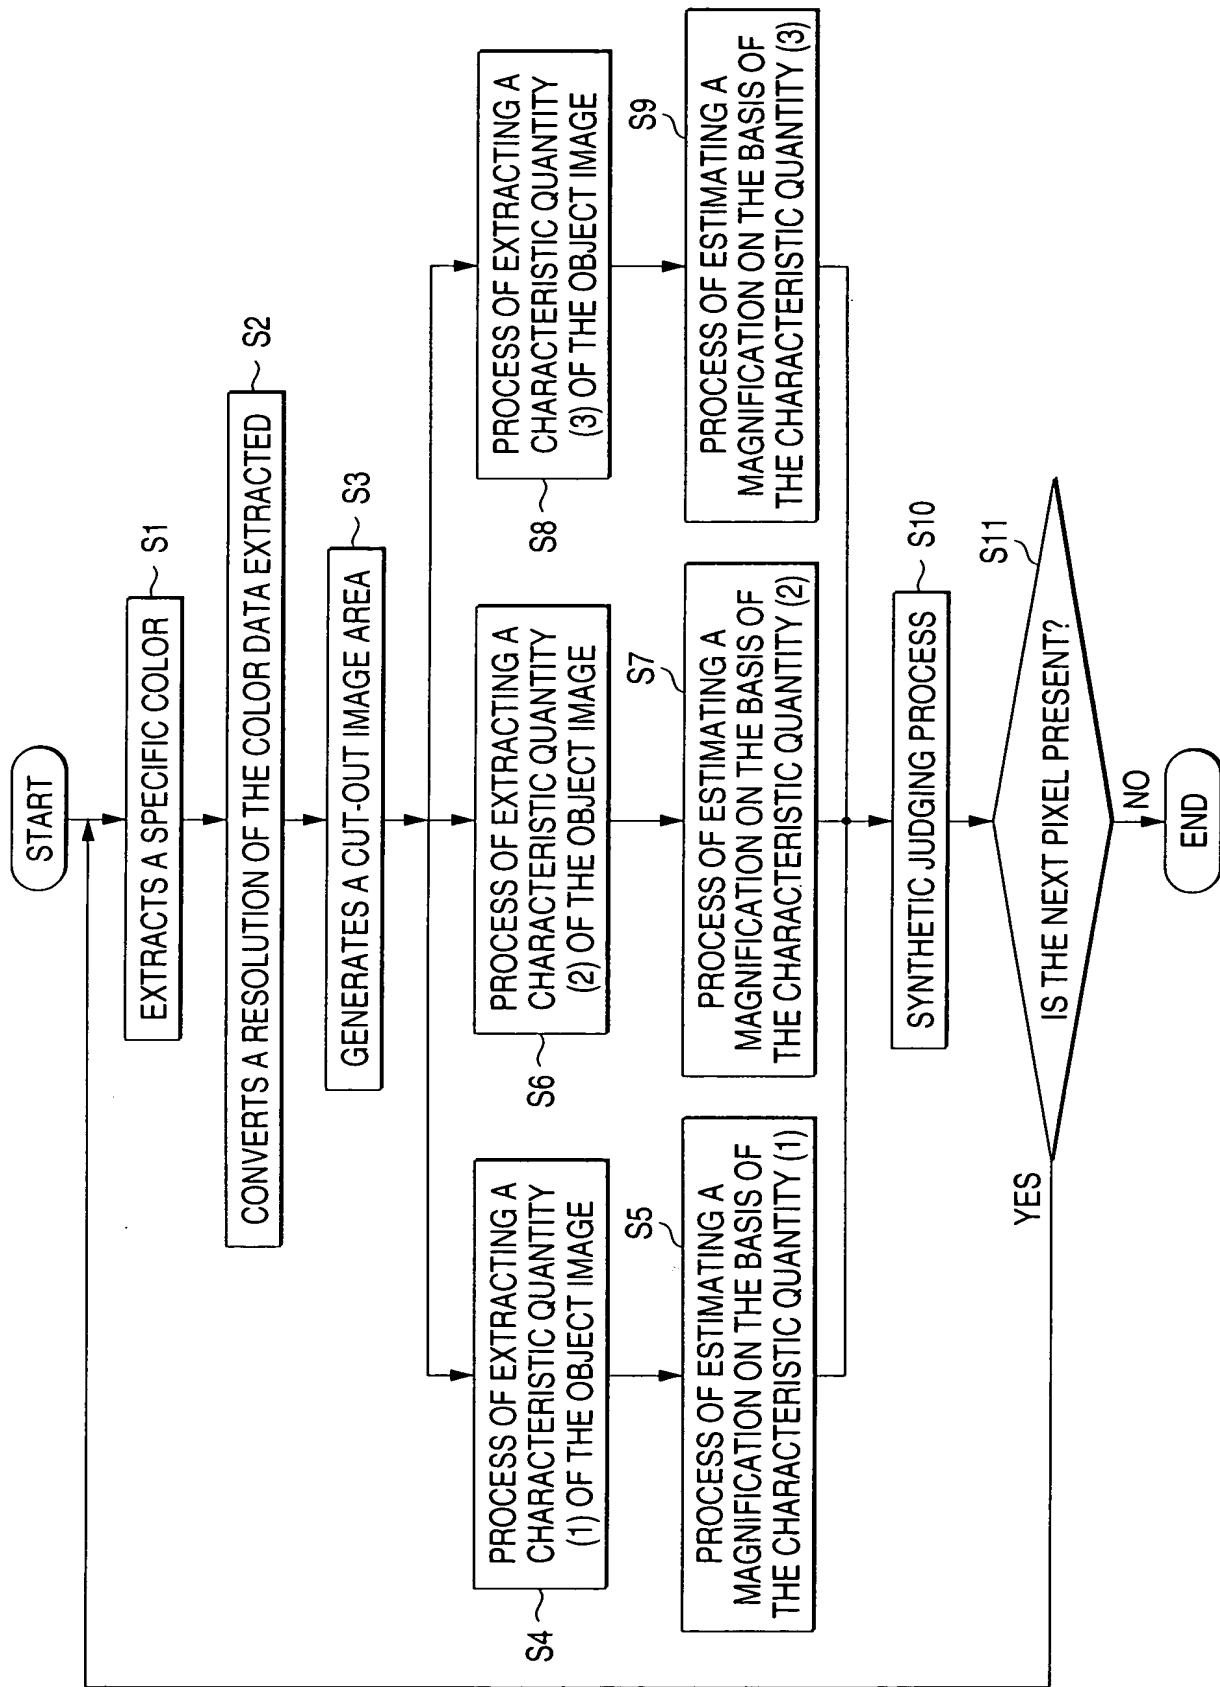 START
EXTRACTS A SPECIFIC COLOR
S1
CONVERTS A RESOLUTION OF THE COLOR DATA EXTRACTED
S2
GENERATES A CUT-OUT IMAGE AREA
S3
S4
PROCESS OF EXTRACTING A
CHARACTERISTIC QUANTITY
(1) OF THE OBJECT IMAGE
S6
PROCESS OF EXTRACTING A
CHARACTERISTIC QUANTITY
(2) OF THE OBJECT IMAGE
S8
PROCESS OF EXTRACTING A
CHARACTERISTIC QUANTITY
(3) OF THE OBJECT IMAGE
S5
PROCESS OF ESTIMATING A
MAGNIFICATION ON THE BASIS OF
THE CHARACTERISTIC QUANTITY (1)
S7
PROCESS OF ESTIMATING A
MAGNIFICATION ON THE BASIS OF
THE CHARACTERISTIC QUANTITY (2)
S9
PROCESS OF ESTIMATING A
MAGNIFICATION ON THE BASIS OF
THE CHARACTERISTIC QUANTITY (3)
SYNTHETIC JUDGING PROCESS
S10
S11
IS THE NEXT PIXEL PRESENT?
YES
NO
END